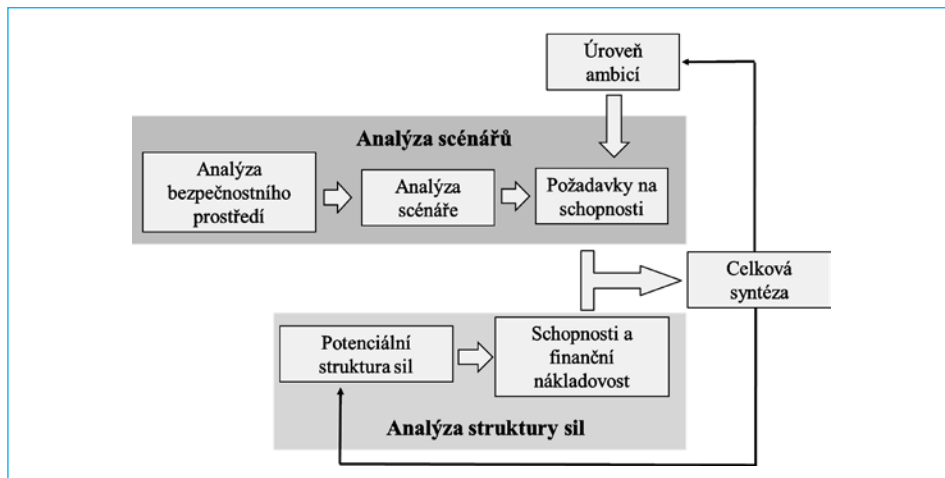 Úroveň
ambicí
Analýza scénářů
Analýza
bezpečnostního
prostředí
Analýza
scénáře
Požadavky na
schopnosti
Celková
syntéza
Potenciální
struktura sil
Schopnosti a
finanční
nákladovost
Analýza struktury sil